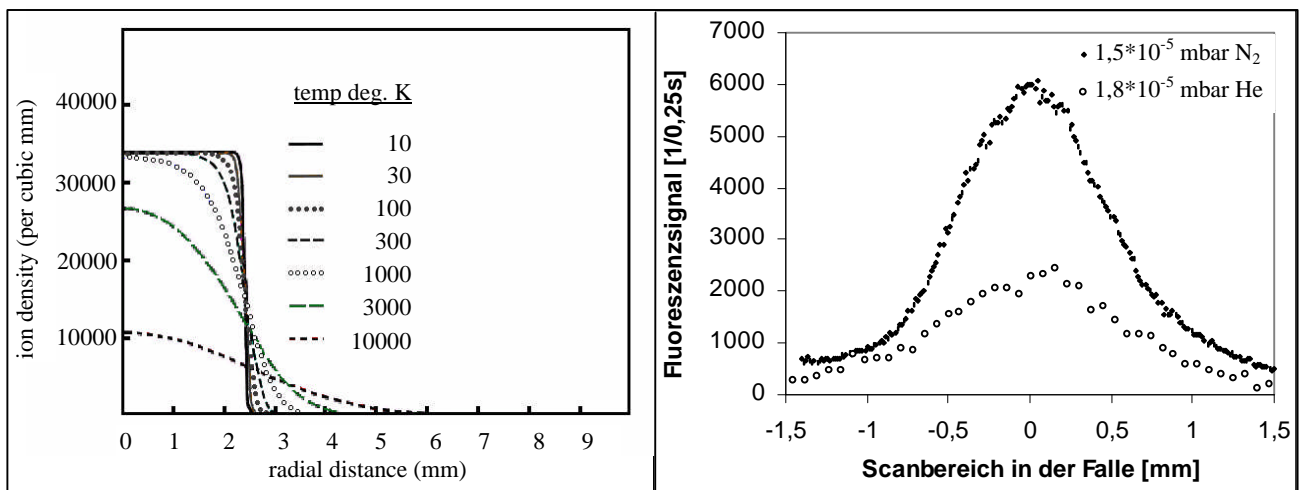 ion density (per cubic mm)
40000
30000
20000
10000
temp deg. K
10
30
100
300
1000
3000
10000
0 1 2 3 4 5 6 7 8 9
radial distance (mm)
Fluoreszenzsignal [1/0,25s]
7000
6000
5000
4000
3000
2000
1000
0
1,5*10⁻⁵ mbar N₂
1,8*10⁻⁵ mbar He
-1,5 -1 -0,5 0 0,5 1 1,5
Scanbereich in der Falle [mm]